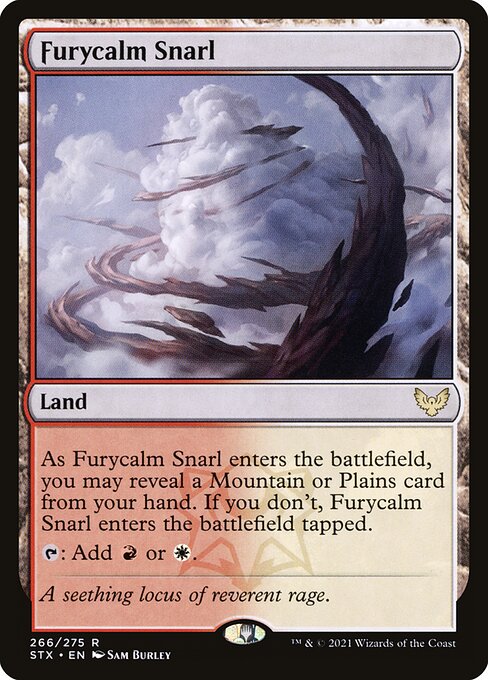 Furycalm Snarl
Land
As Furycalm Snarl enters the battlefield,
you may reveal a Mountain or Plains card
from your hand. If you don't, Furycalm
Snarl enters the battlefield tapped.
: Add or .
A seething locus of reverent rage.
266/275 R
STX • EN SAM BURLEY
™ & © 2021 Wizards of the Coast